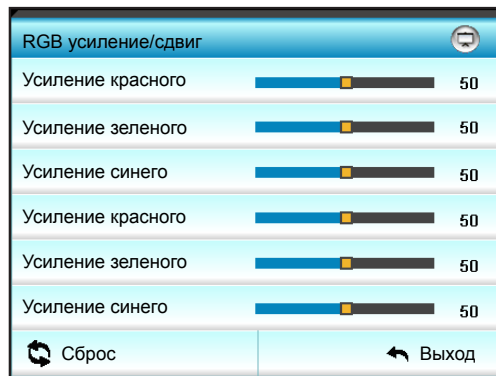 RGB усиление/сдвиг
Усиление красного 50
Усиление зеленого 50
Усиление синего 50
Усиление красного 50
Усиление зеленого 50
Усиление синего 50
Сброс Выход